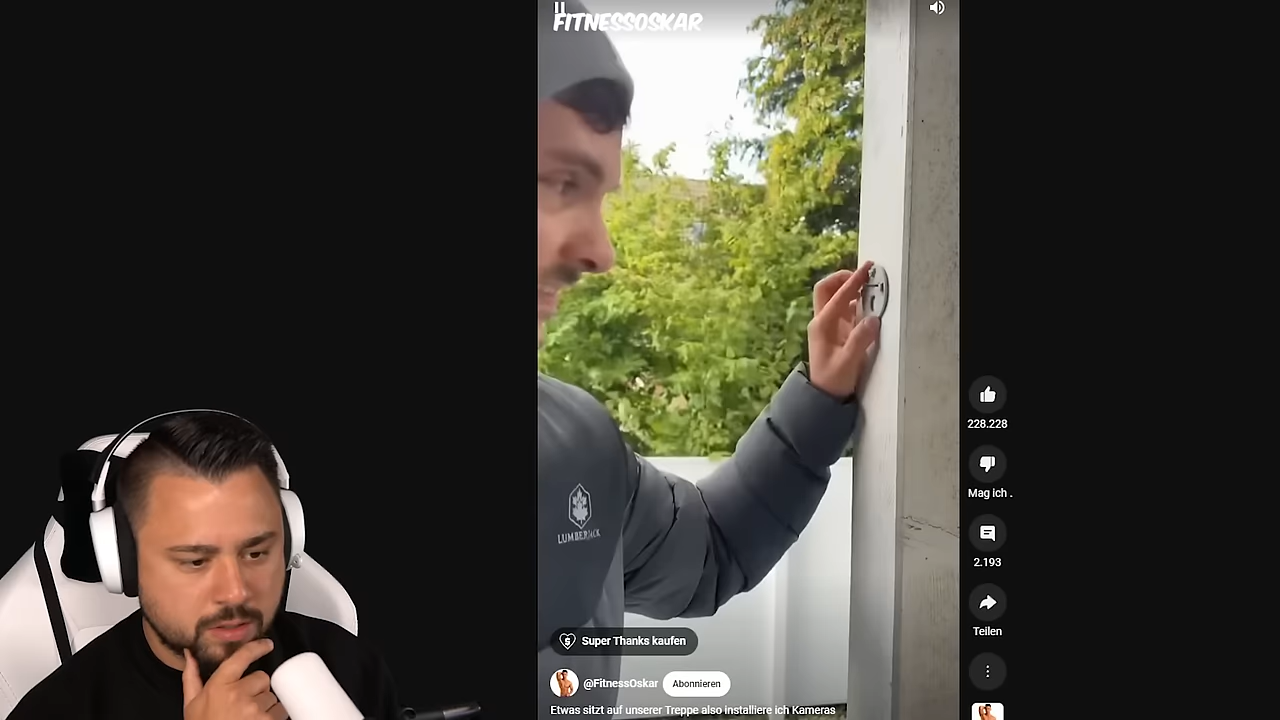 FITNESSOSKAR
LUMBERJACK
228.228
Mag ich .
2.193
Teilen
Super Thanks kaufen
@FitnessOskar
Abonnieren
Etwas sitzt auf unserer Treppe also installiere ich Kameras